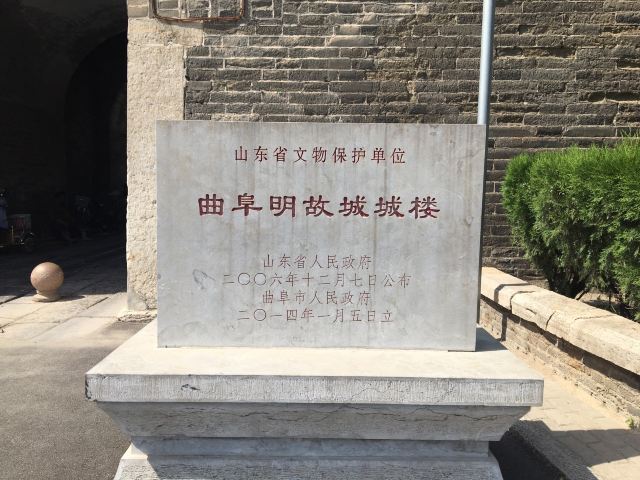 山东省文物保护单位
曲阜明故城城楼
山东省人民政府
二〇〇六年十二月七日公布
曲阜市人民政府
二〇一四年一月五日立